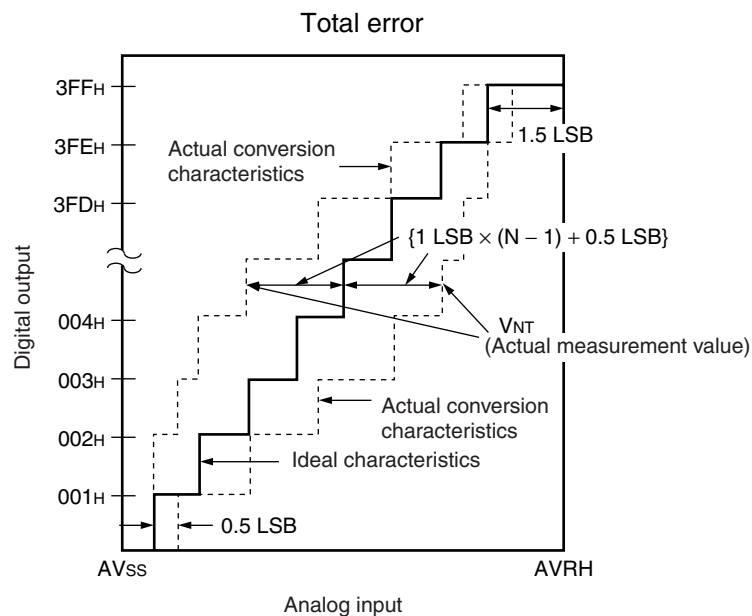 Total error
3FFH
1.5 LSB
3FEH
Actual conversion
characteristics
3FDH
{1 LSB × (N − 1) + 0.5 LSB}
Digital output
004H
VNT
(Actual measurement value)
003H
Actual conversion
characteristics
002H
Ideal characteristics
001H
0.5 LSB
AVSS
AVRH
Analog input